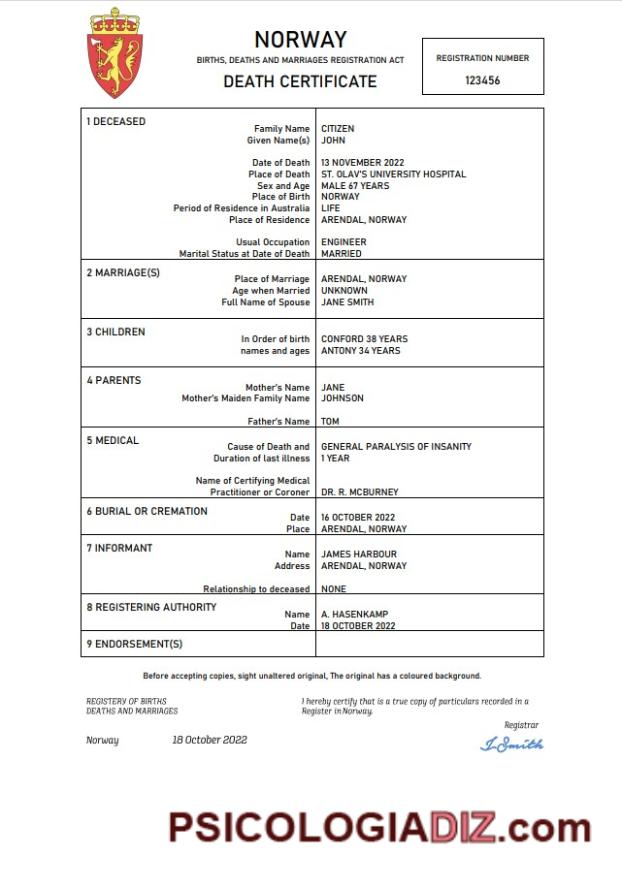 NORWAY
BIRTHS, DEATHS AND MARRIAGES REGISTRATION ACT
DEATH CERTIFICATE
REGISTRATION NUMBER
123456
1 DECEASED
Family Name CITIZEN
Given Name(s) JOHN
Date of Death 13 NOVEMBER 2022
Place of Death ST. OLAV'S UNIVERSITY HOSPITAL
Sex and Age MALE 67 YEARS
Place of Birth NORWAY
Period of Residence in Australia LIFE
Place of Residence ARENDAL, NORWAY
Usual Occupation ENGINEER
Marital Status at Date of Death MARRIED
2 MARRIAGE(S)
Place of Marriage ARENDAL, NORWAY
Age when Married UNKNOWN
Full Name of Spouse JANE SMITH
3 CHILDREN
In Order of birth CONFORD 38 YEARS
names and ages ANTONY 34 YEARS
4 PARENTS
Mother's Name JANE
Mother's Maiden Family Name JOHNSON
Father's Name TOM
5 MEDICAL
Cause of Death and GENERAL PARALYSIS OF INSANITY
Duration of last illness 1 YEAR
Name of Certifying Medical
Practitioner or Coroner DR. R. MCBURNEY
6 BURIAL OR CREMATION
Date 16 OCTOBER 2022
Place ARENDAL, NORWAY
7 INFORMANT
Name JAMES HARBOUR
Address ARENDAL, NORWAY
Relationship to deceased NONE
8 REGISTERING AUTHORITY
Name A. HASENKAMP
Date 18 OCTOBER 2022
9 ENDORSEMENT(S)
Before accepting copies, sight unaltered original, The original has a coloured background.
REGISTERY OF BIRTHS
DEATHS AND MARRIAGES
I hereby certify that is a true copy of particulars recorded in a
Register in Norway.
Registrar
Norway 18 October 2022
I. Smith
PSICOLOGIADIZ.com